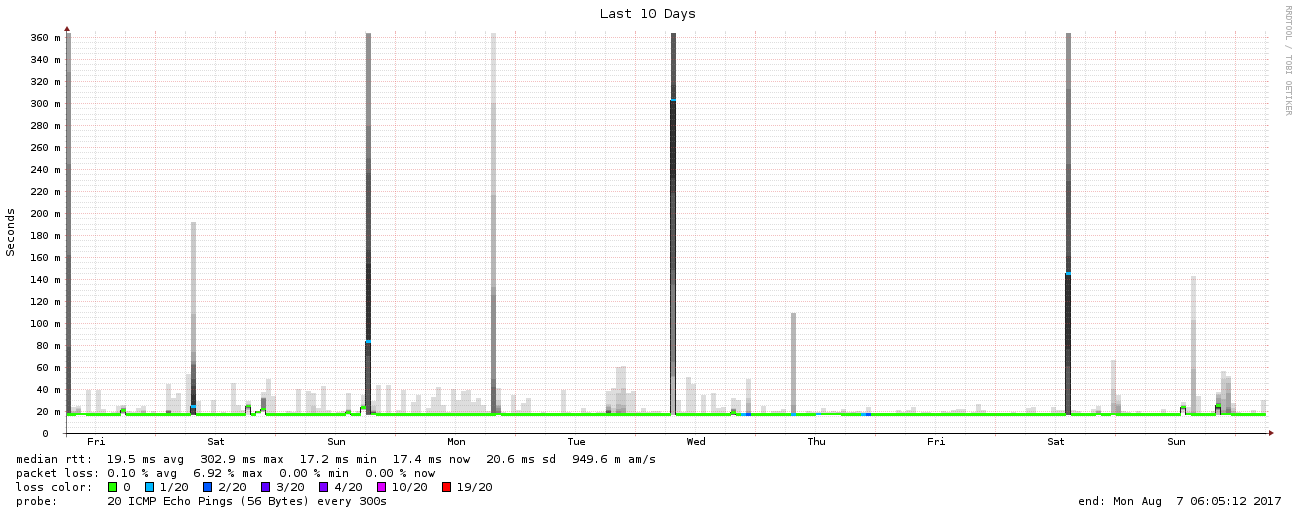 Last 10 Days
RRDTOOL / TOBI OETIKER
Seconds
360 m
340 m
320 m
300 m
280 m
260 m
240 m
220 m
200 m
180 m
160 m
140 m
120 m
100 m
80 m
60 m
40 m
20 m
0
Fri Sat Sun Mon Tue Wed Thu Fri Sat Sun
median rtt: 19.5 ms avg 302.9 ms max 17.2 ms min 17.4 ms now 20.6 ms sd 949.6 m am/s
packet loss: 0.10 % avg 6.92 % max 0.00 % min 0.00 % now
loss color: 0 1/20 2/20 3/20 4/20 10/20 19/20
probe: 20 ICMP Echo Pings (56 Bytes) every 300s end: Mon Aug 7 06:05:12 2017